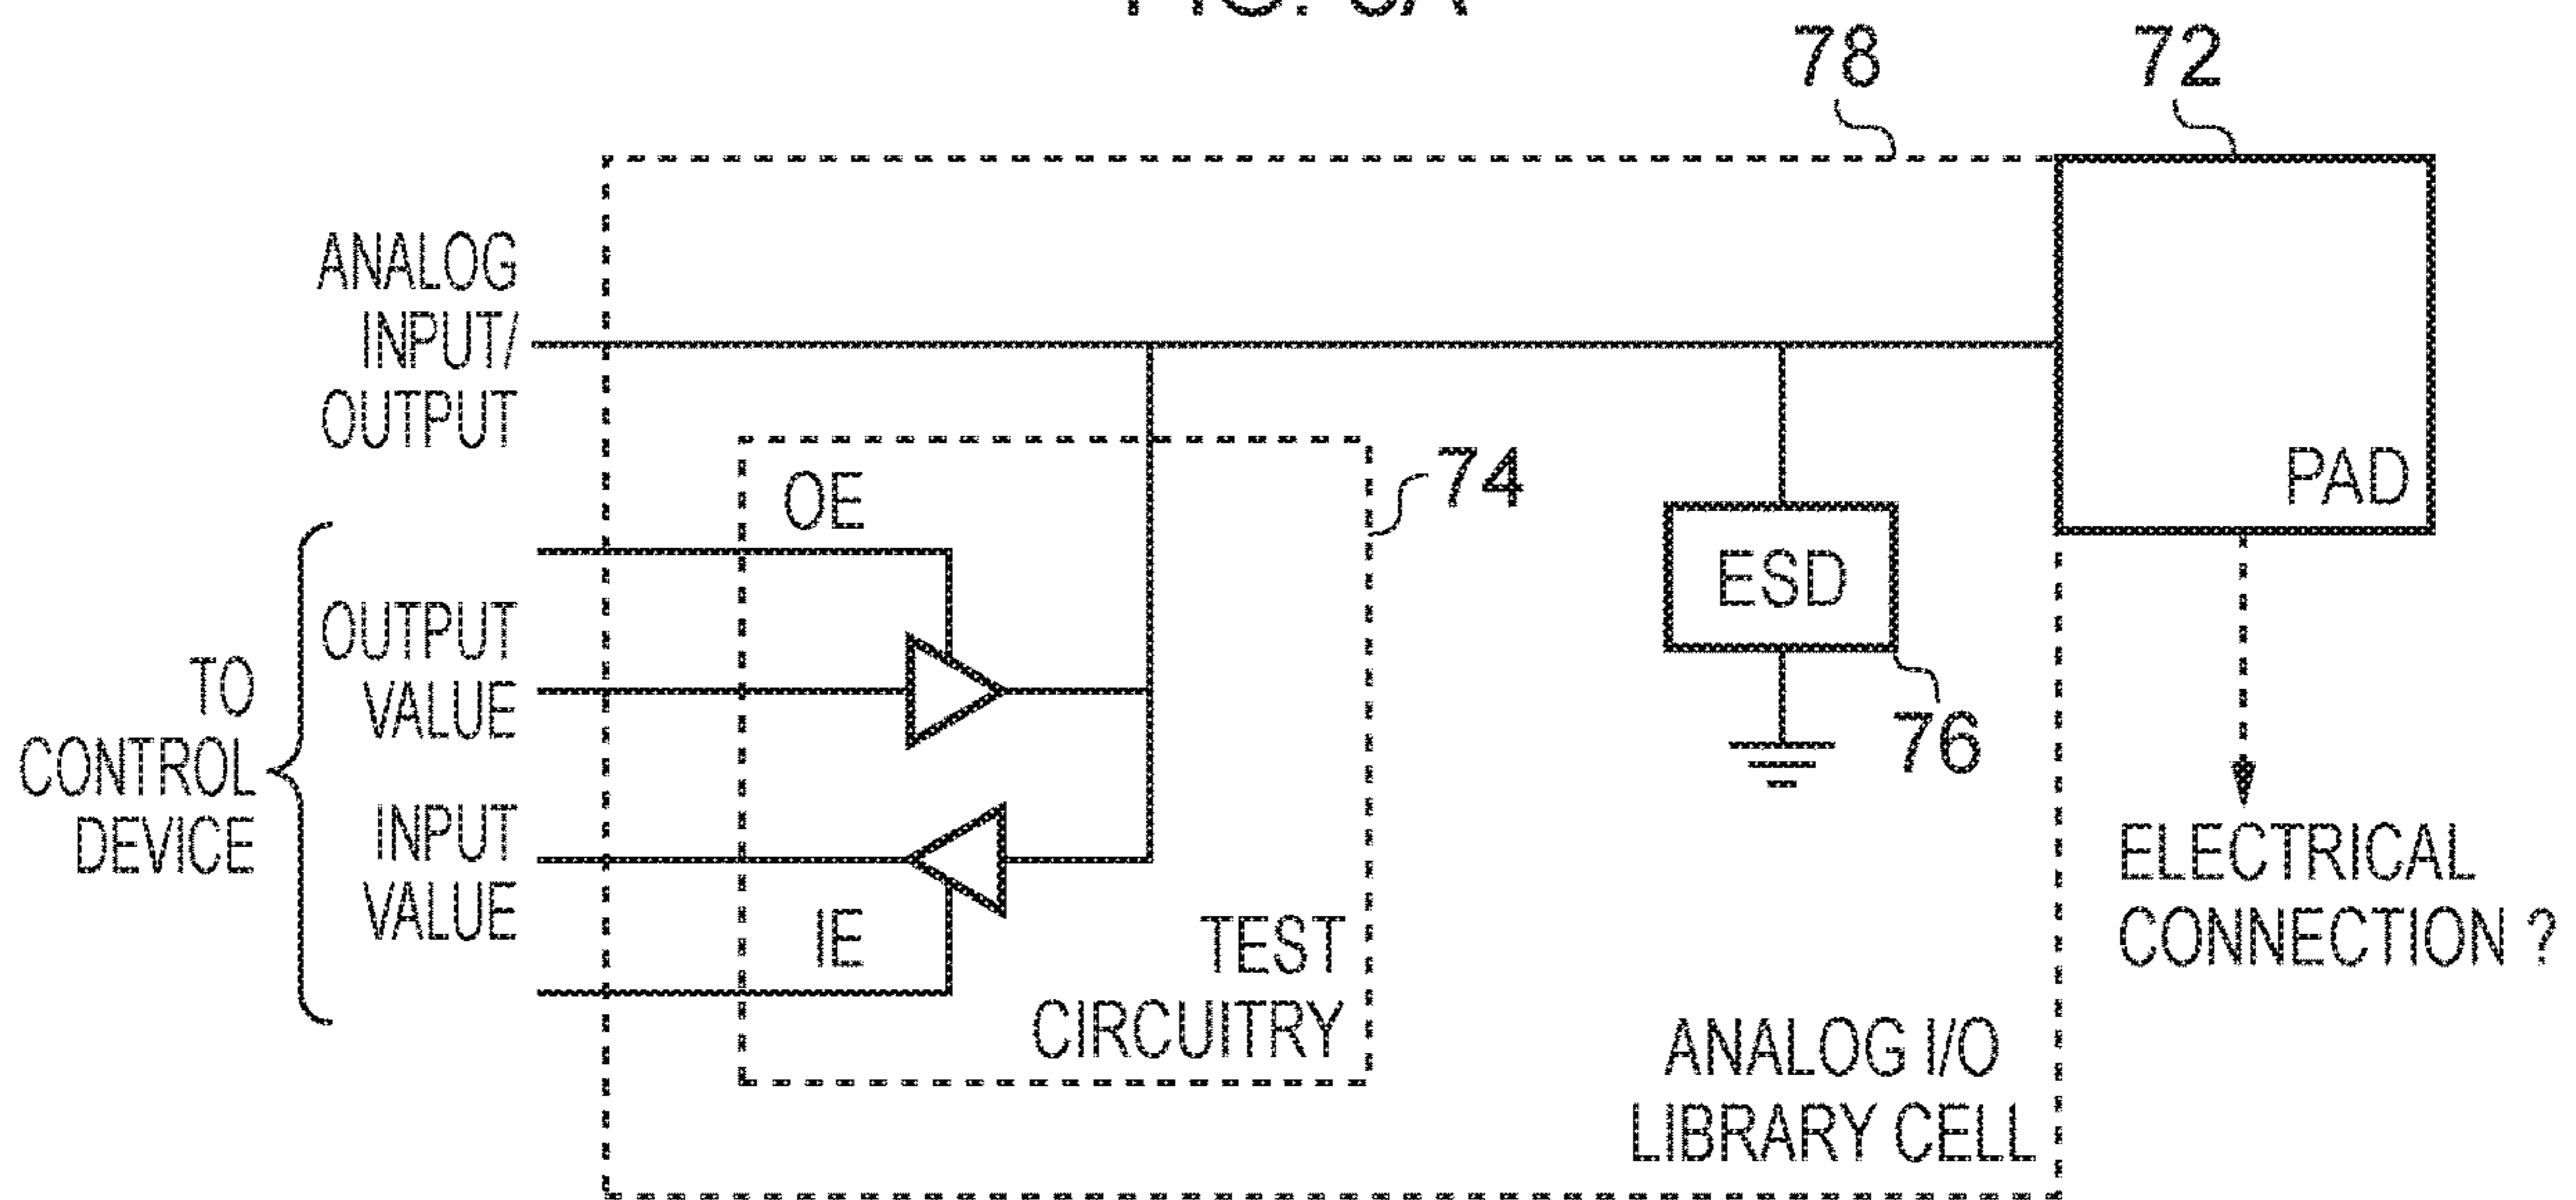 78
72
ANALOG
INPUT/
OUTPUT
PAD
OE
74
ESD
OUTPUT
VALUE
TO
CONTROL
DEVICE
76
INPUT
VALUE
IE
TEST
CIRCUITRY
ELECTRICAL
CONNECTION ?
ANALOG I/O
LIBRARY CELL